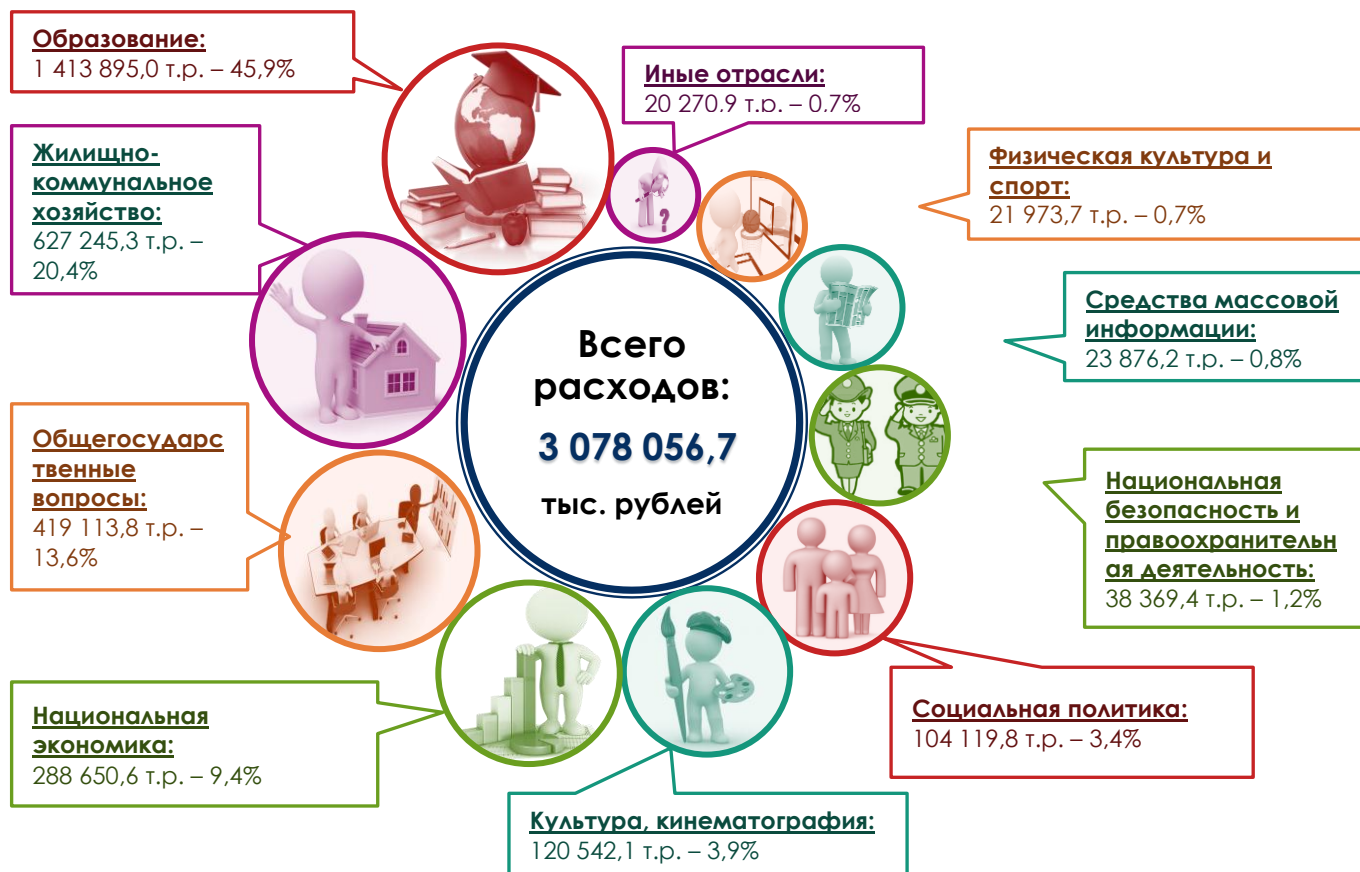 Образование:
1 413 895,0 т.р. – 45,9%
Иные отрасли:
20 270,9 т.р. – 0,7%
Жилищно-
коммунальное
хозяйство:
627 245,3 т.р. –
20,4%
Физическая культура и
спорт:
21 973,7 т.р. – 0,7%
?
Средства массовой
информации:
23 876,2 т.р. – 0,8%
Всего
расходов:
3 078 056,7
тыс. рублей
Общегосударс
твенные
вопросы:
419 113,8 т.р. –
13,6%
Национальная
безопасность и
правоохранительн
ая деятельность:
38 369,4 т.р. – 1,2%
Национальная
экономика:
288 650,6 т.р. – 9,4%
Социальная политика:
104 119,8 т.р. – 3,4%
Культура, кинематография:
120 542,1 т.р. – 3,9%